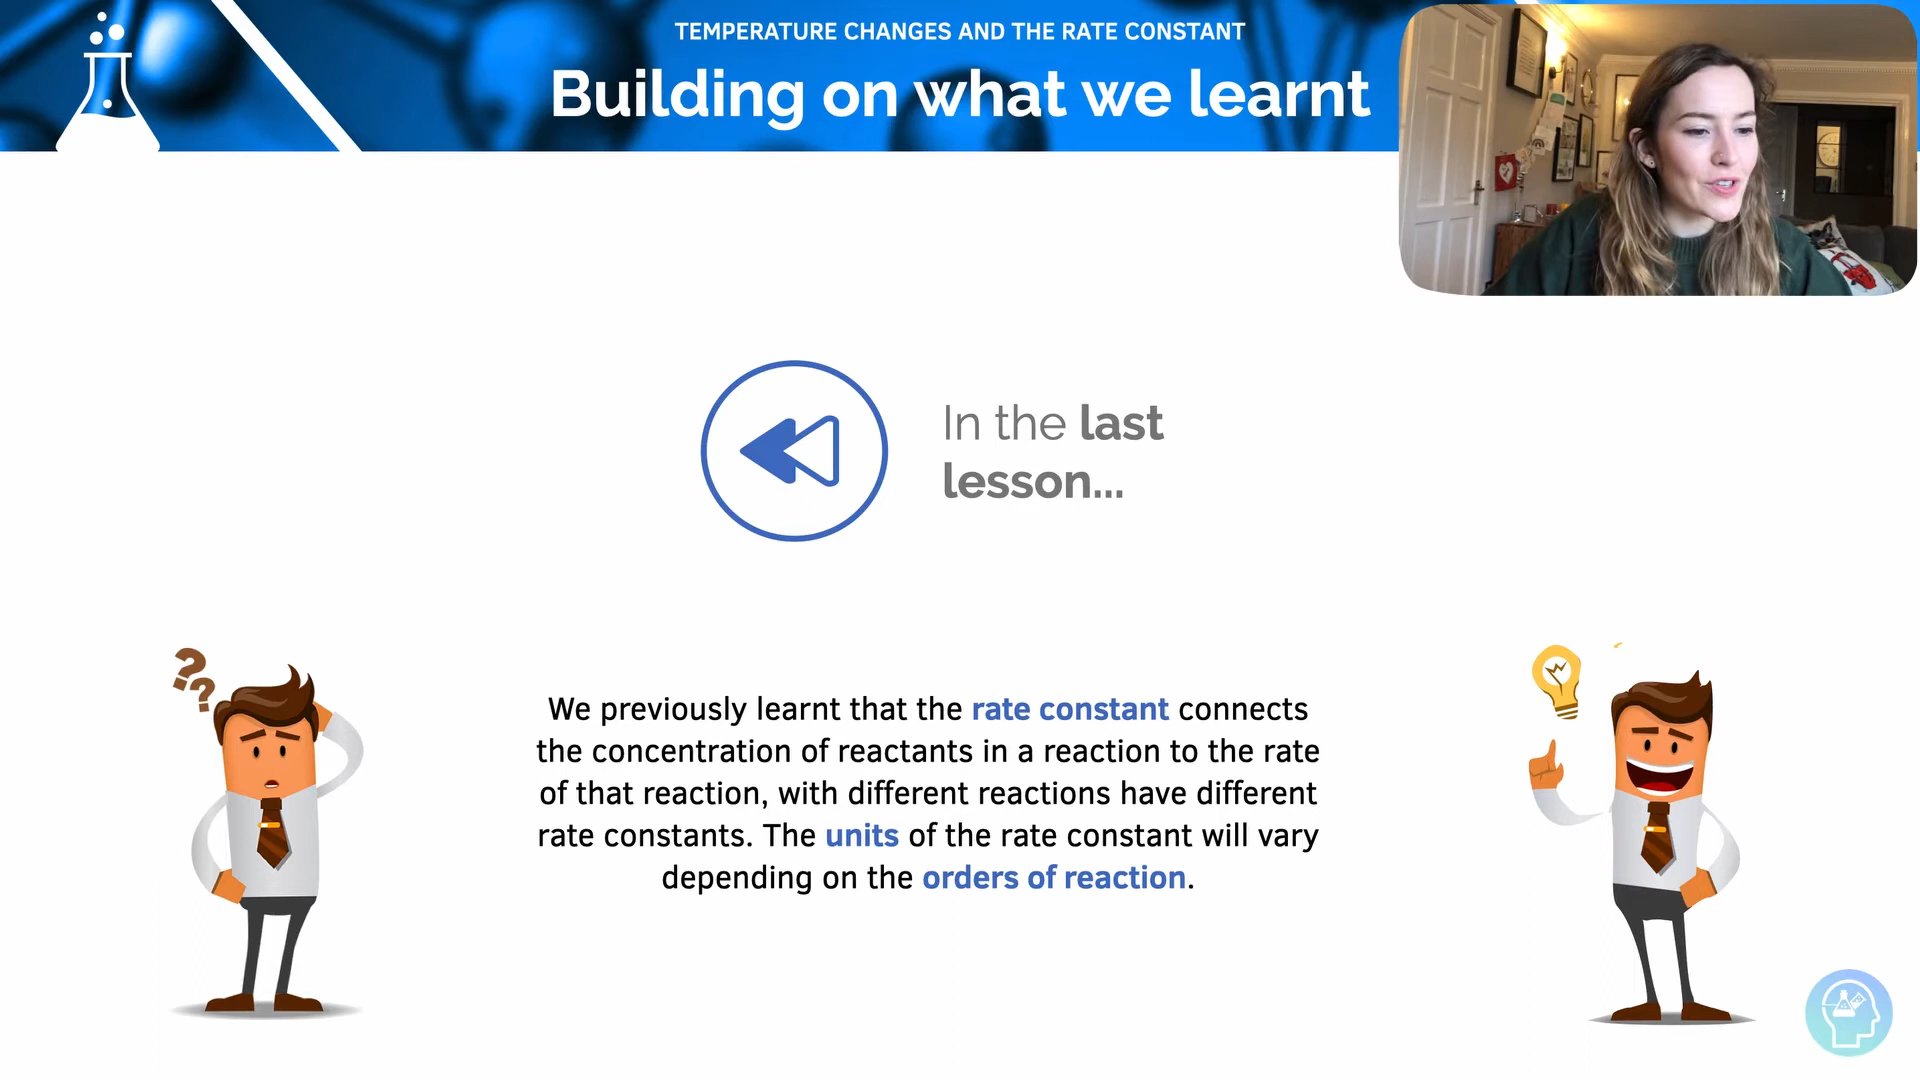 TEMPERATURE CHANGES AND THE RATE CONSTANT
Building on what we learnt
In the last
lesson...
??
We previously learnt that the rate constant connects
the concentration of reactants in a reaction to the rate
of that reaction, with different reactions have different
rate constants. The units of the rate constant will vary
depending on the orders of reaction.